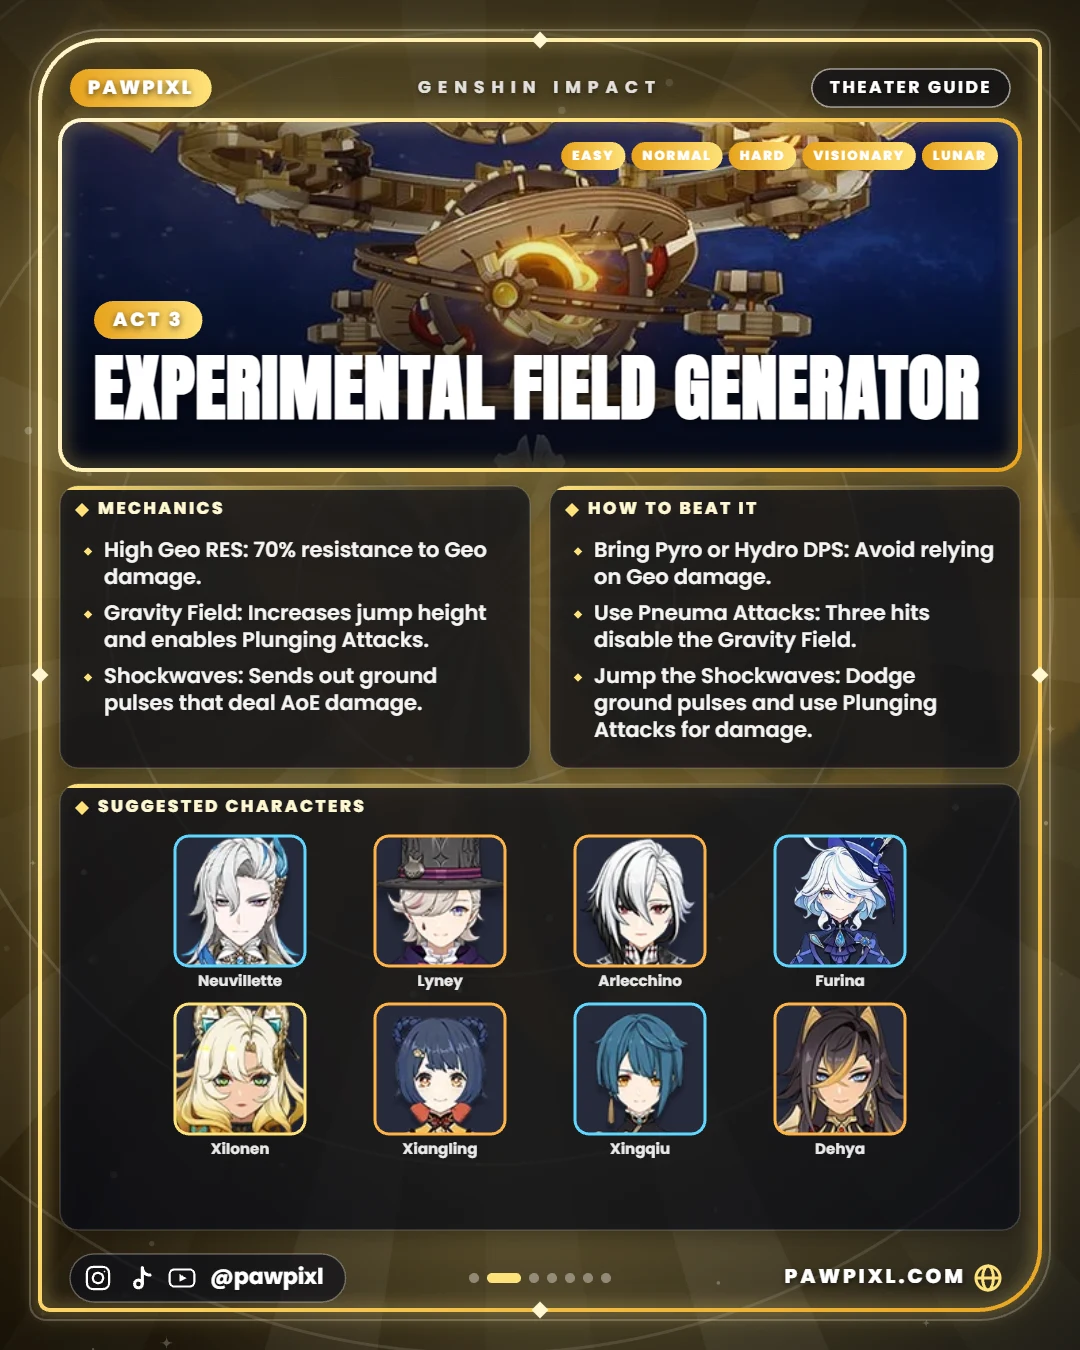 PAWPIXL
GENSHIN IMPACT
THEATER GUIDE
EASY
NORMAL
HARD
VISIONARY
LUNAR
ACT 3
EXPERIMENTAL FIELD GENERATOR
MECHANICS
High Geo RES: 70% resistance to Geo
damage.
Gravity Field: Increases jump height
and enables Plunging Attacks.
Shockwaves: Sends out ground
pulses that deal AoE damage.
HOW TO BEAT IT
Bring Pyro or Hydro DPS: Avoid relying
on Geo damage.
Use Pneuma Attacks: Three hits
disable the Gravity Field.
Jump the Shockwaves: Dodge
ground pulses and use Plunging
Attacks for damage.
SUGGESTED CHARACTERS
Neuvillette
Lyney
Arlecchino
Furina
Xilonen
Xiangling
Xingqiu
Dehya
@pawpixl
PAWPIXL.COM